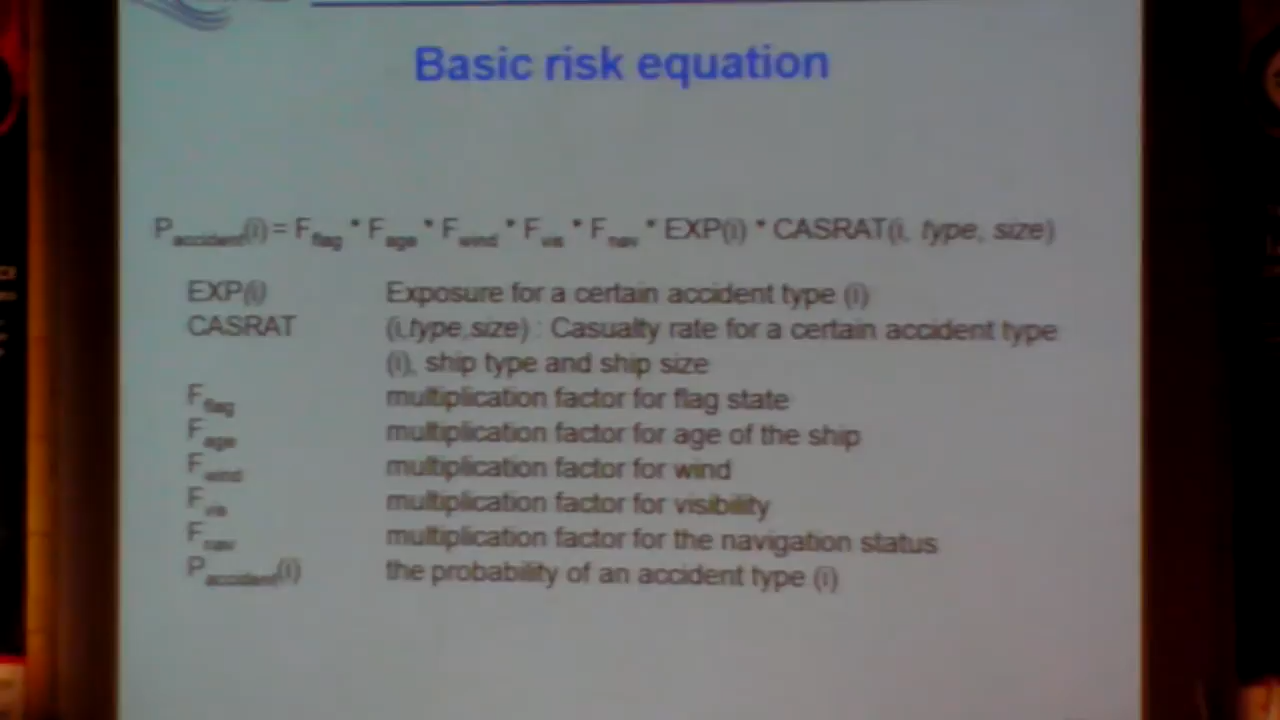 Basic risk equation
Paccident(i) = Fflag * Fage * Fwind * Fvis * Fnav * EXP(i) * CASRAT(i, type, size)
EXP(i) Exposure for a certain accident type (i)
CASRAT (i,type,size) : Casualty rate for a certain accident type
(i), ship type and ship size
Fflag multiplication factor for flag state
Fage multiplication factor for age of the ship
Fwind multiplication factor for wind
Fvis multiplication factor for visibility
Fnav multiplication factor for the navigation status
Paccident(i) the probability of an accident type (i)